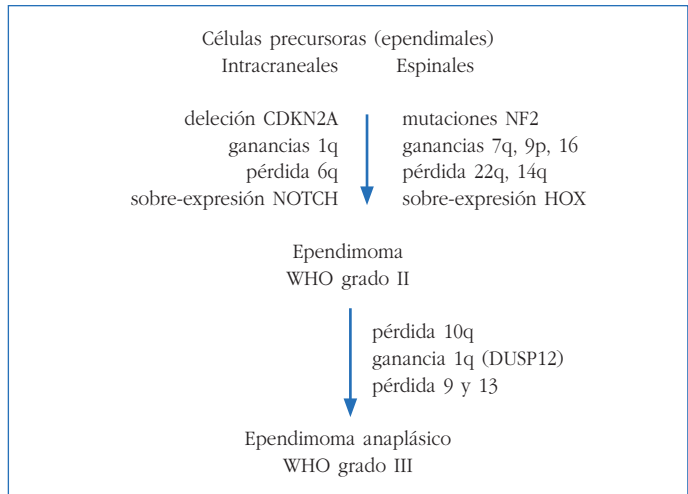 Células precursoras (ependimales)
Intracraneales Espinales
deleción CDKN2A mutaciones NF2
ganancias 1q ganancias 7q, 9p, 16
pérdida 6q pérdida 22q, 14q
sobre-expresión NOTCH sobre-expresión HOX
Ependimoma
WHO grado II
pérdida 10q
ganancia 1q (DUSP12)
pérdida 9 y 13
Ependimoma anaplásico
WHO grado III